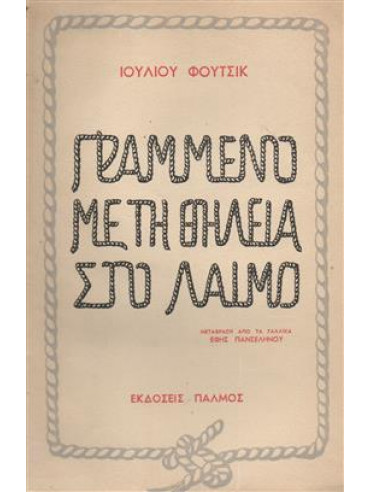 ΙΟΥΛΙΟΥ ΦΟΥΤΣΙΚ
ΓΡΑΜΜΕΝΟ
ΜΕ ΤΗ ΘΗΛΕΙΑ
ΣΤΟ ΛΑΙΜΟ
ΜΕΤΑΦΡΑΣΗ ΑΠΟ ΤΑ ΓΑΛΛΙΚΑ
ΕΦΗΣ ΠΑΝΣΕΛΗΝΟΥ
ΕΚΔΟΣΕΙΣ ΠΑΛΜΟΣ